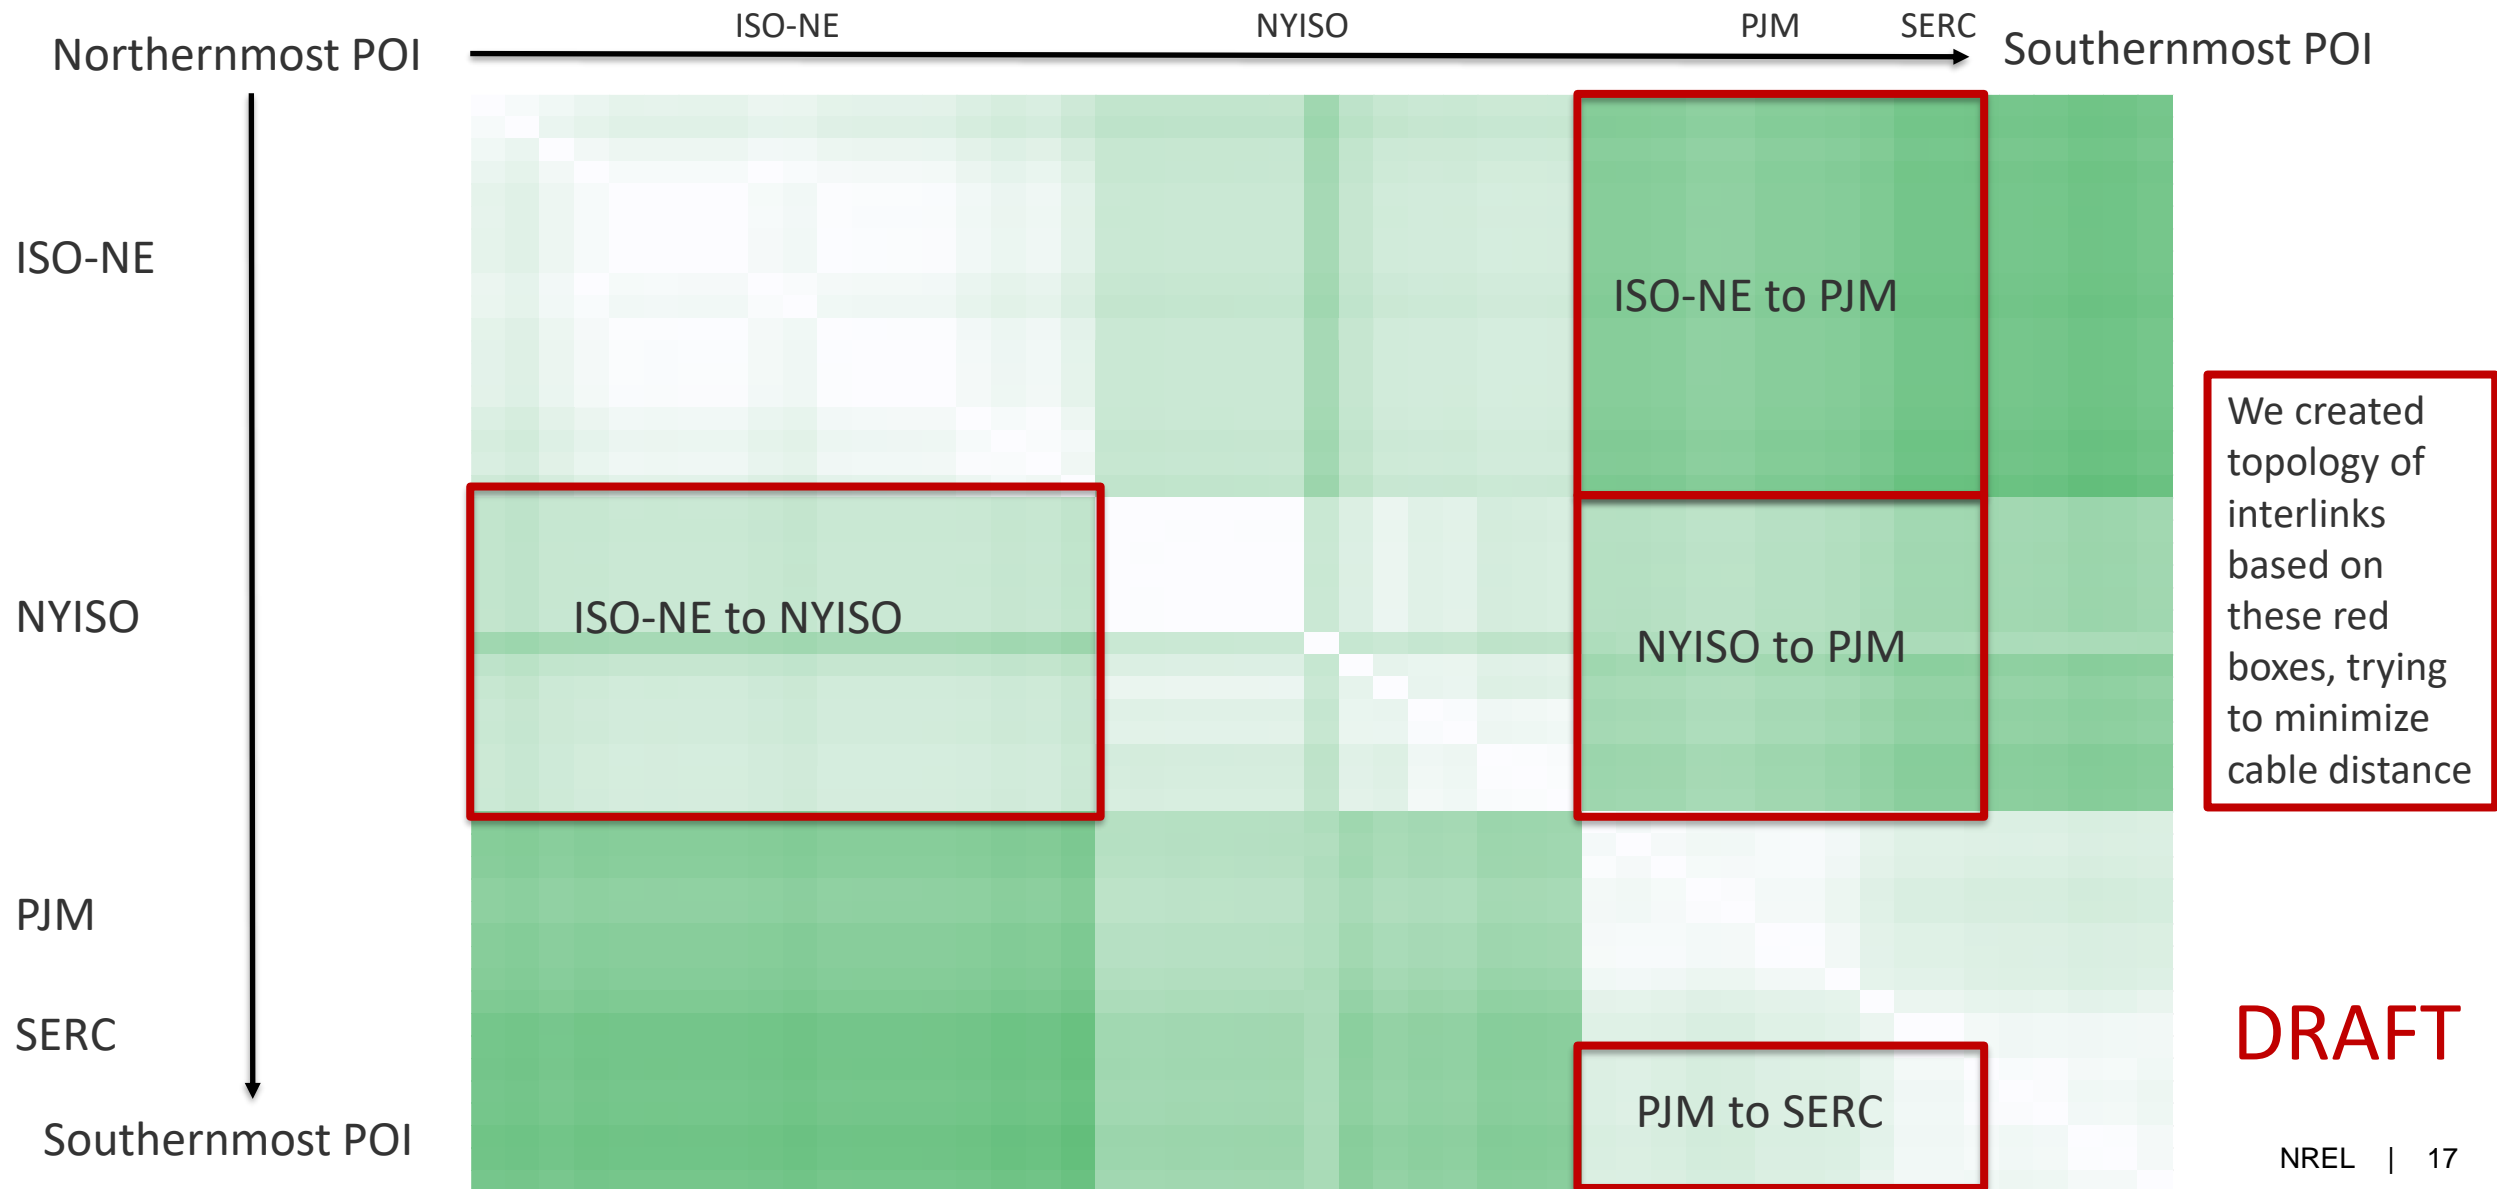 ISO-NE NYISO PJM SERC
Northernmost POI
Southernmost POI
ISO-NE
NYISO
PJM
SERC
Southernmost POI
ISO-NE to PJM
ISO-NE to NYISO
NYISO to PJM
PJM to SERC
We created
topology of
interlinks
based on
these red
boxes, trying
to minimize
cable distance
DRAFT
NREL | 17